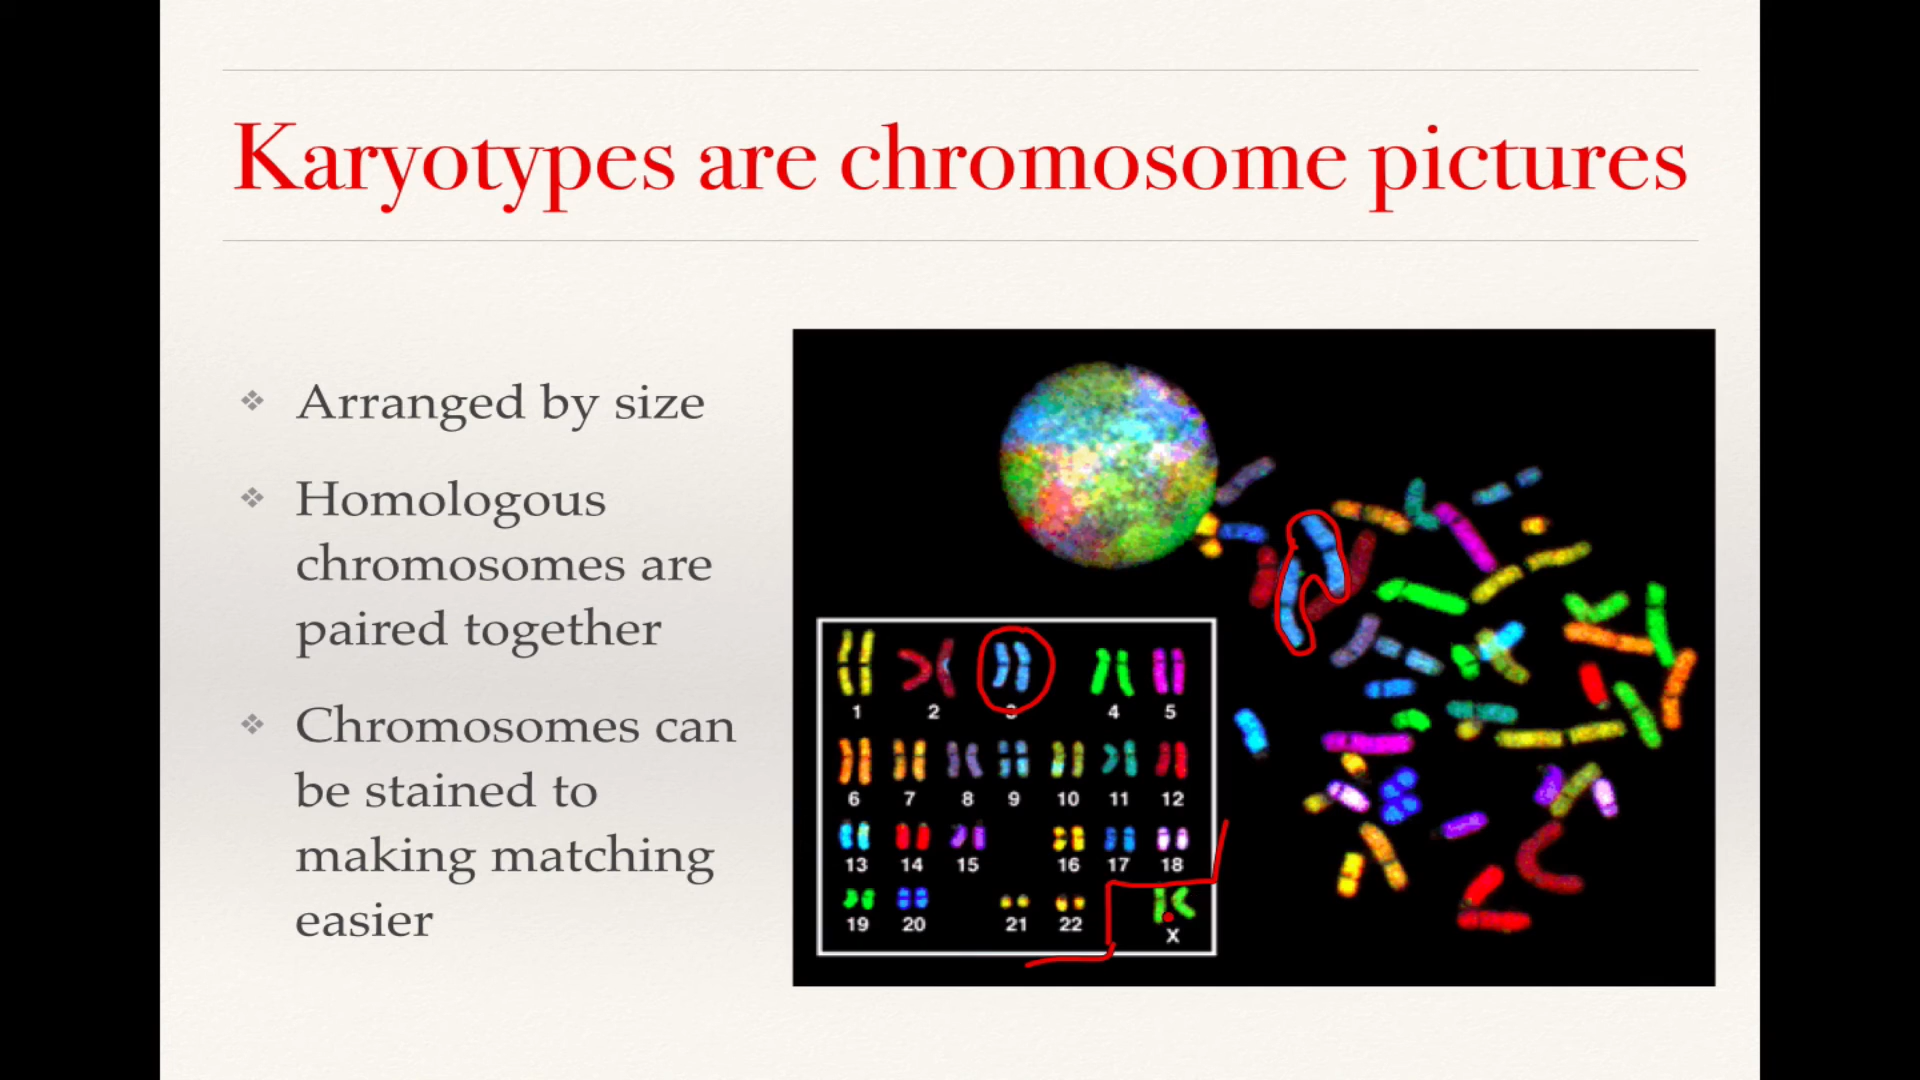 Karyotypes are chromosome pictures
❖ Arranged by size
❖ Homologous
chromosomes are
paired together
❖ Chromosomes can
be stained to
making matching
easier
1 2 3 4 5
6 7 8 9 10 11 12
13 14 15 16 17 18
19 20 21 22 X